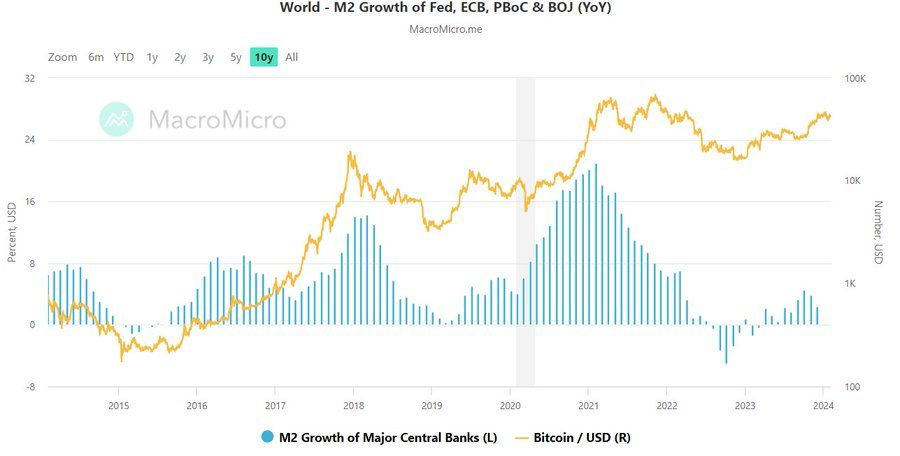 World - M2 Growth of Fed, ECB, PBoC & BOJ (YoY)
MacroMicro.me
Zoom 6m YTD 1y 2y 3y 5y 10y All
32 100K
MacroMicro
24
10K
16
Percent, USD
Number, USD
8
1K
0
-8 100
2015 2016 2017 2018 2019 2020 2021 2022 2023 2024
M2 Growth of Major Central Banks (L) Bitcoin / USD (R)